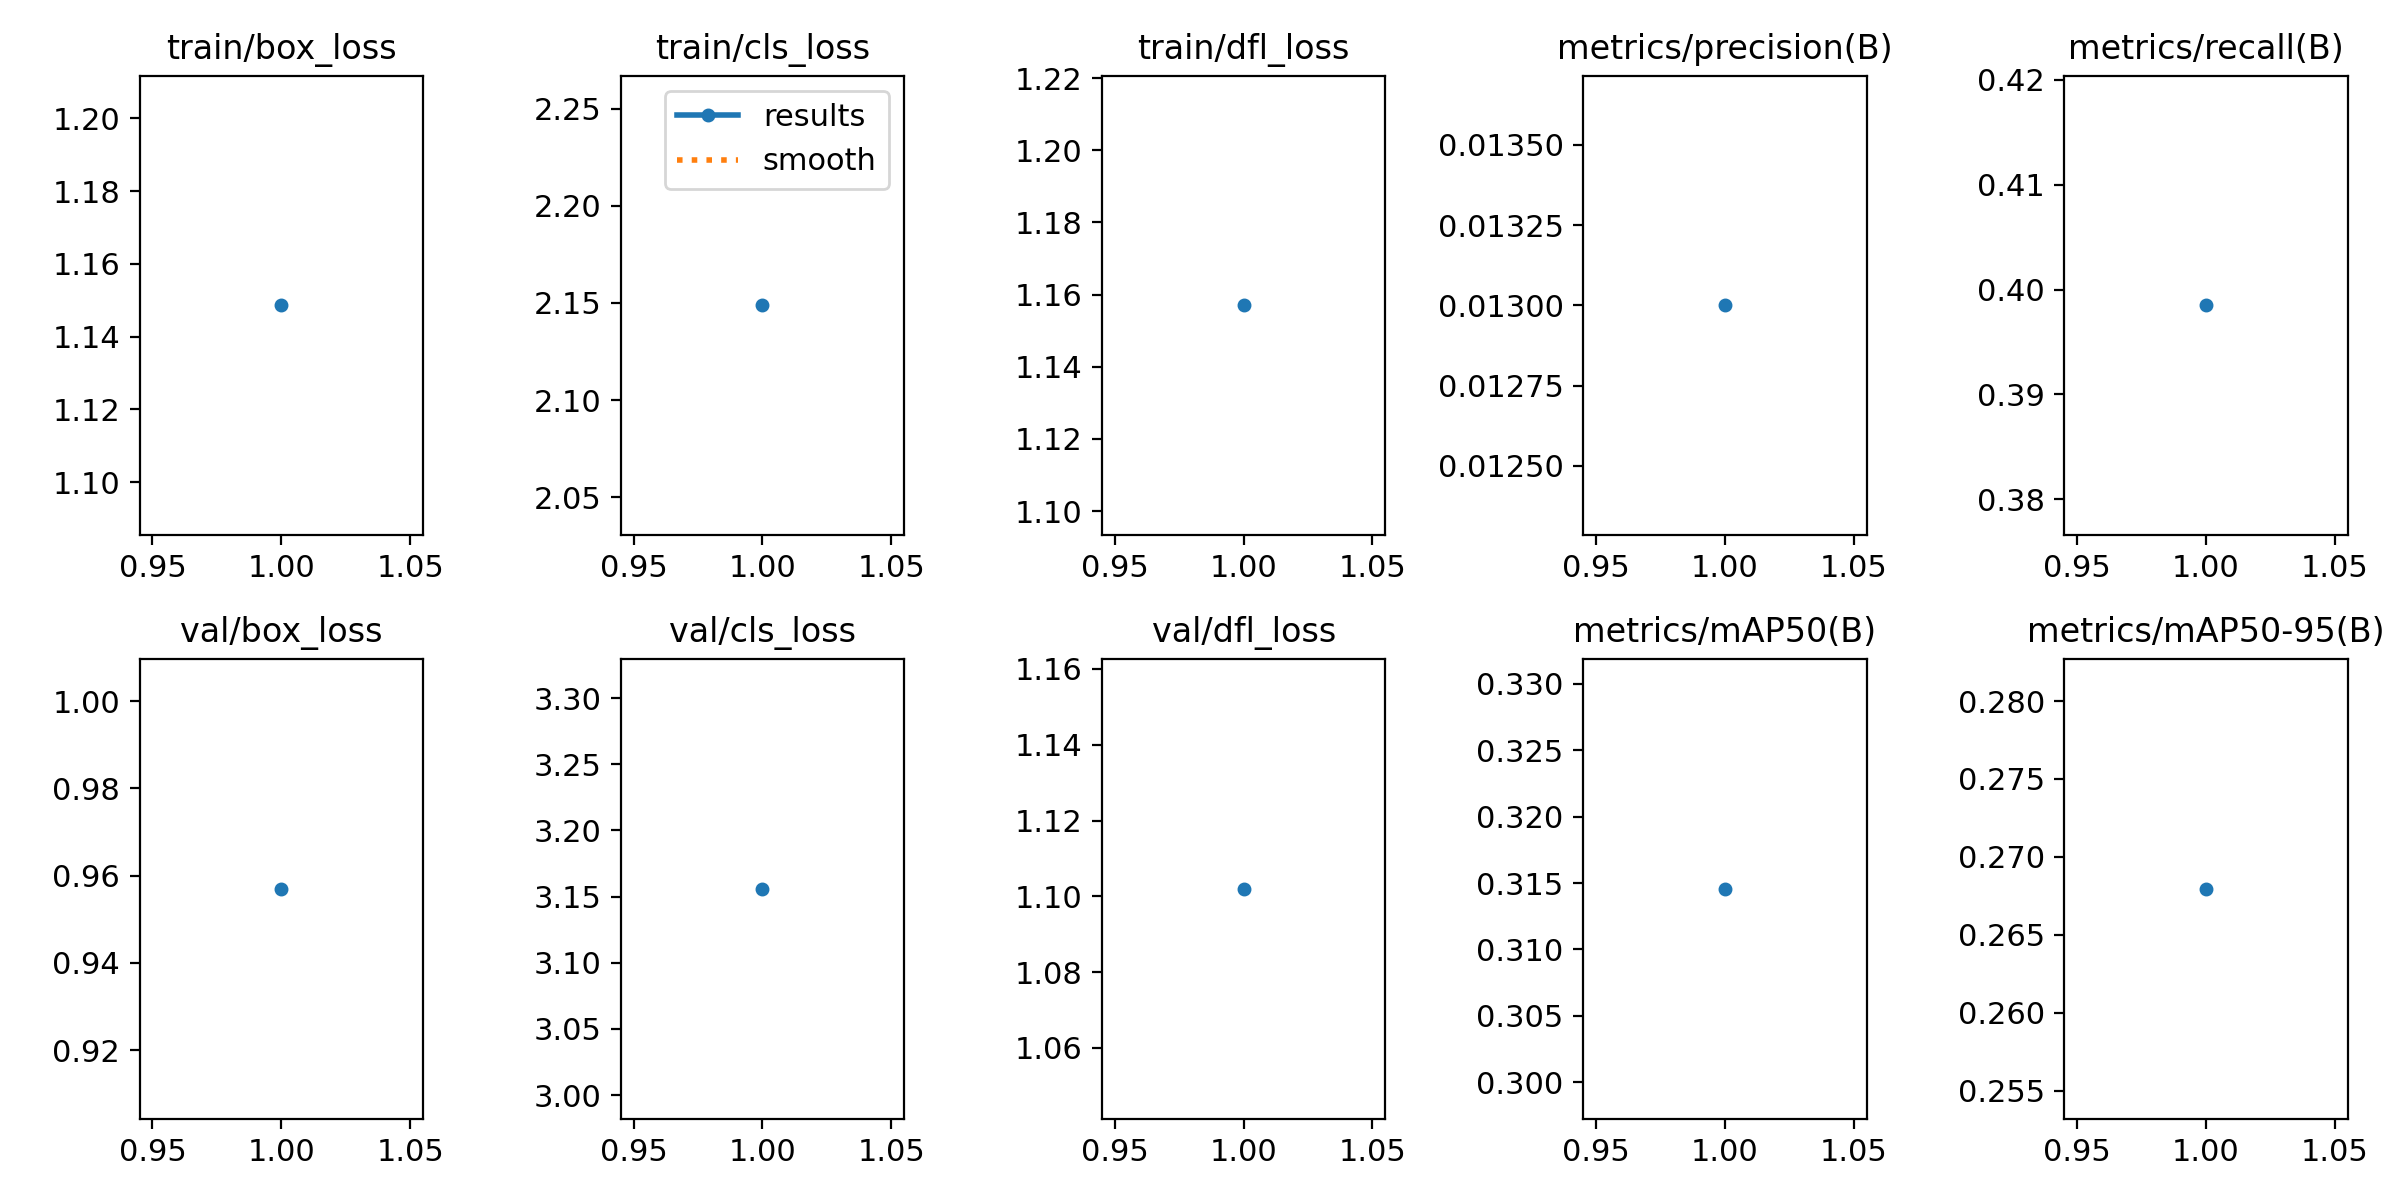 train/box_loss
1.20
1.18
1.16
1.14
1.12
1.10
0.95 1.00 1.05
train/cls_loss
results
smooth
2.25
2.20
2.15
2.10
2.05
0.95 1.00 1.05
train/dfl_loss
1.22
1.20
1.18
1.16
1.14
1.12
1.10
0.95 1.00 1.05
metrics/precision(B)
0.01350
0.01325
0.01300
0.01275
0.01250
0.95 1.00 1.05
metrics/recall(B)
0.42
0.41
0.40
0.39
0.38
0.95 1.00 1.05
val/box_loss
1.00
0.98
0.96
0.94
0.92
0.95 1.00 1.05
val/cls_loss
3.30
3.25
3.20
3.15
3.10
3.05
3.00
0.95 1.00 1.05
val/dfl_loss
1.16
1.14
1.12
1.10
1.08
1.06
0.95 1.00 1.05
metrics/mAP50(B)
0.330
0.325
0.320
0.315
0.310
0.305
0.300
0.95 1.00 1.05
metrics/mAP50-95(B)
0.280
0.275
0.270
0.265
0.260
0.255
0.95 1.00 1.05